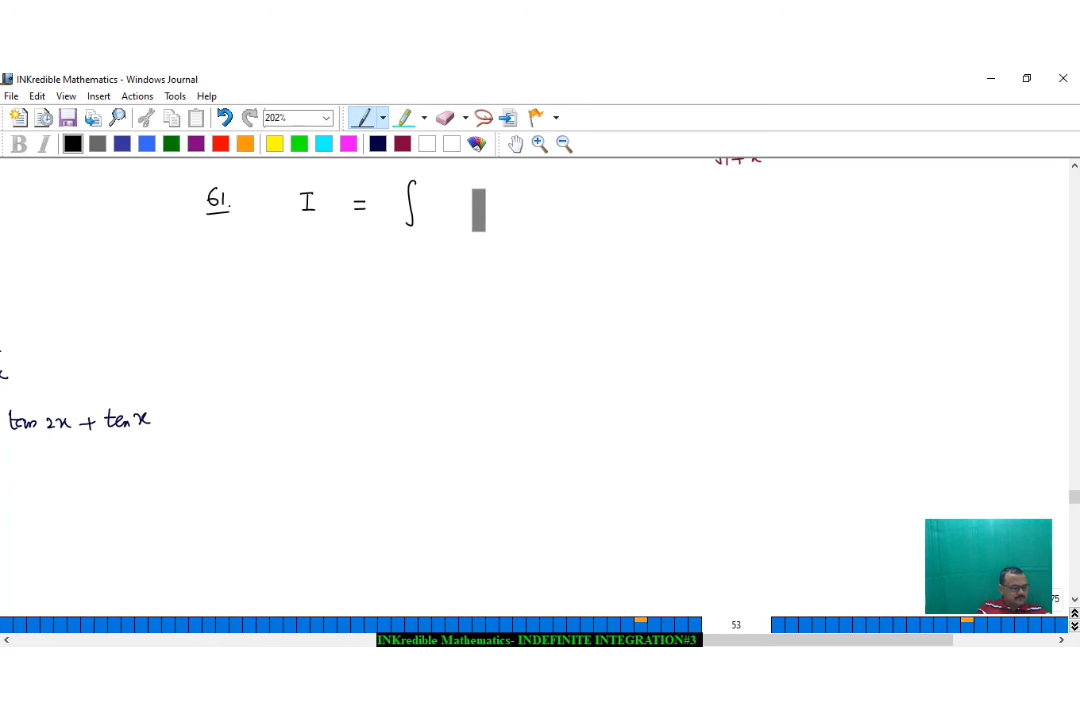 INKredible Mathematics - Windows Journal
File Edit View Insert Actions Tools Help
202%
B I
61. I = ∫
tan 2x + tan x
75
53
INKredible Mathematics- INDEFINITE INTEGRATION#3